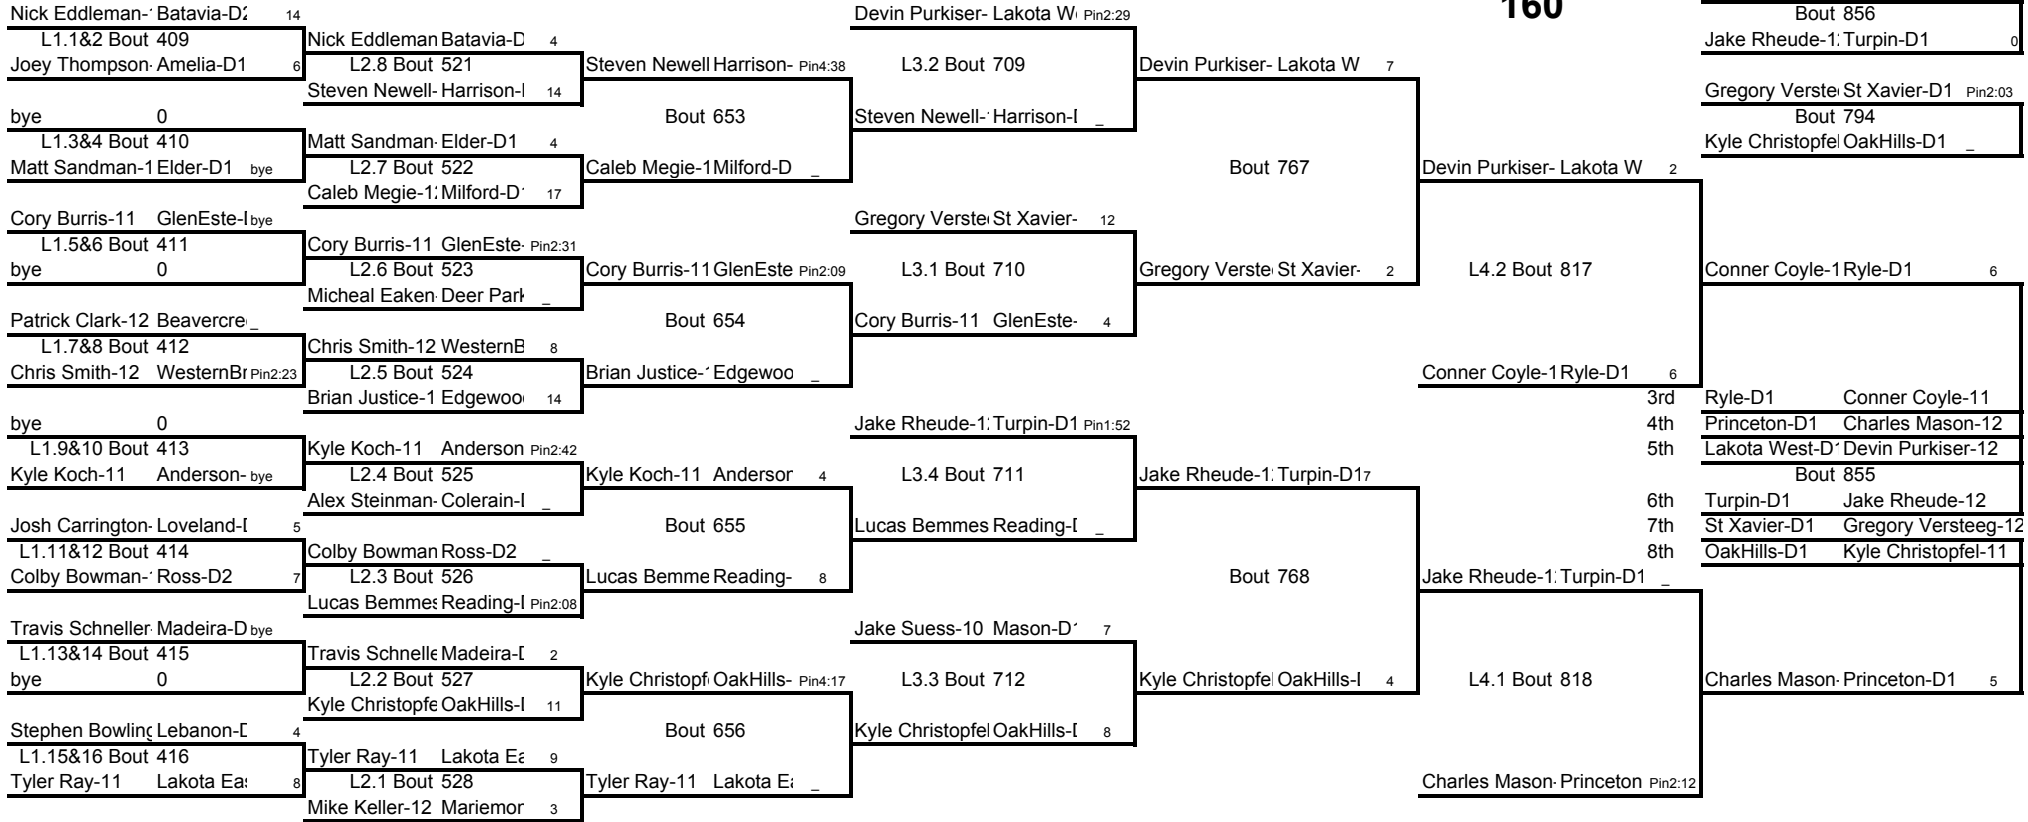 160
Nick Eddleman- Batavia-D2 14
L1.1&2 Bout 409
Joey Thompson- Amelia-D1 6
bye 0
L1.3&4 Bout 410
Matt Sandman-1 Elder-D1 bye
Cory Burris-11 GlenEste- bye
L1.5&6 Bout 411
bye 0
Patrick Clark-12 Beavercre _
L1.7&8 Bout 412
Chris Smith-12 WesternBr Pin2:23
bye 0
L1.9&10 Bout 413
Kyle Koch-11 Anderson- bye
Josh Carrington- Loveland- 5
L1.11&12 Bout 414
Colby Bowman- Ross-D2 7
Travis Schneller Madeira-D bye
L1.13&14 Bout 415
bye 0
Stephen Bowling Lebanon- 4
L1.15&16 Bout 416
Tyler Ray-11 Lakota Eas 8
Nick Eddleman Batavia-D 4
L2.8 Bout 521
Steven Newell- Harrison- 14
Matt Sandman- Elder-D1 4
L2.7 Bout 522
Caleb Megie-1 Milford-D1 17
Cory Burris-11 GlenEste- Pin2:31
L2.6 Bout 523
Micheal Eaken- Deer Park _
Chris Smith-12 WesternB 8
L2.5 Bout 524
Brian Justice-1 Edgewoo 14
Kyle Koch-11 Anderson Pin2:42
L2.4 Bout 525
Alex Steinman- Colerain- _
Colby Bowman Ross-D2 _
L2.3 Bout 526
Lucas Bemmes Reading- Pin2:08
Travis Schnelle Madeira- 2
L2.2 Bout 527
Kyle Christopfe OakHills- 11
Tyler Ray-11 Lakota Ea 9
L2.1 Bout 528
Mike Keller-12 Mariemon 3
Steven Newell Harrison- Pin4:38
Bout 653
Caleb Megie-1 Milford-D _
Cory Burris-11 GlenEste Pin2:09
Bout 654
Brian Justice- Edgewoo _
Kyle Koch-11 Anderson 4
Bout 655
Lucas Bemme Reading- 8
Kyle Christopf OakHills- Pin4:17
Bout 656
Tyler Ray-11 Lakota Ea _
Devin Purkiser- Lakota W Pin2:29
L3.2 Bout 709
Steven Newell- Harrison- _
Gregory Verste St Xavier- 12
L3.1 Bout 710
Cory Burris-11 GlenEste- 4
Jake Rheude-1 Turpin-D1 Pin1:52
L3.4 Bout 711
Lucas Bemmes Reading- _
Jake Suess-10 Mason-D1 7
L3.3 Bout 712
Kyle Christopfel OakHills- 8
Devin Purkiser- Lakota W 7
Bout 767
Gregory Verste St Xavier- 2
Jake Rheude-1 Turpin-D1 7
Bout 768
Kyle Christopfel OakHills- 4
Devin Purkiser- Lakota W 2
L4.2 Bout 817
Conner Coyle-1 Ryle-D1 6
Jake Rheude-1 Turpin-D1 _
L4.1 Bout 818
Charles Mason- Princeton Pin2:12
Bout 856
Jake Rheude-1 Turpin-D1 0
Gregory Verste St Xavier-D1 Pin2:03
Bout 794
Kyle Christopfel OakHills-D1 _
Conner Coyle-1 Ryle-D1 6
3rd Ryle-D1 Conner Coyle-11
4th Princeton-D1 Charles Mason-12
5th Lakota West-D1 Devin Purkiser-12
Bout 855
6th Turpin-D1 Jake Rheude-12
7th St Xavier-D1 Gregory Versteeg-12
8th OakHills-D1 Kyle Christopfel-11
Charles Mason- Princeton-D1 5